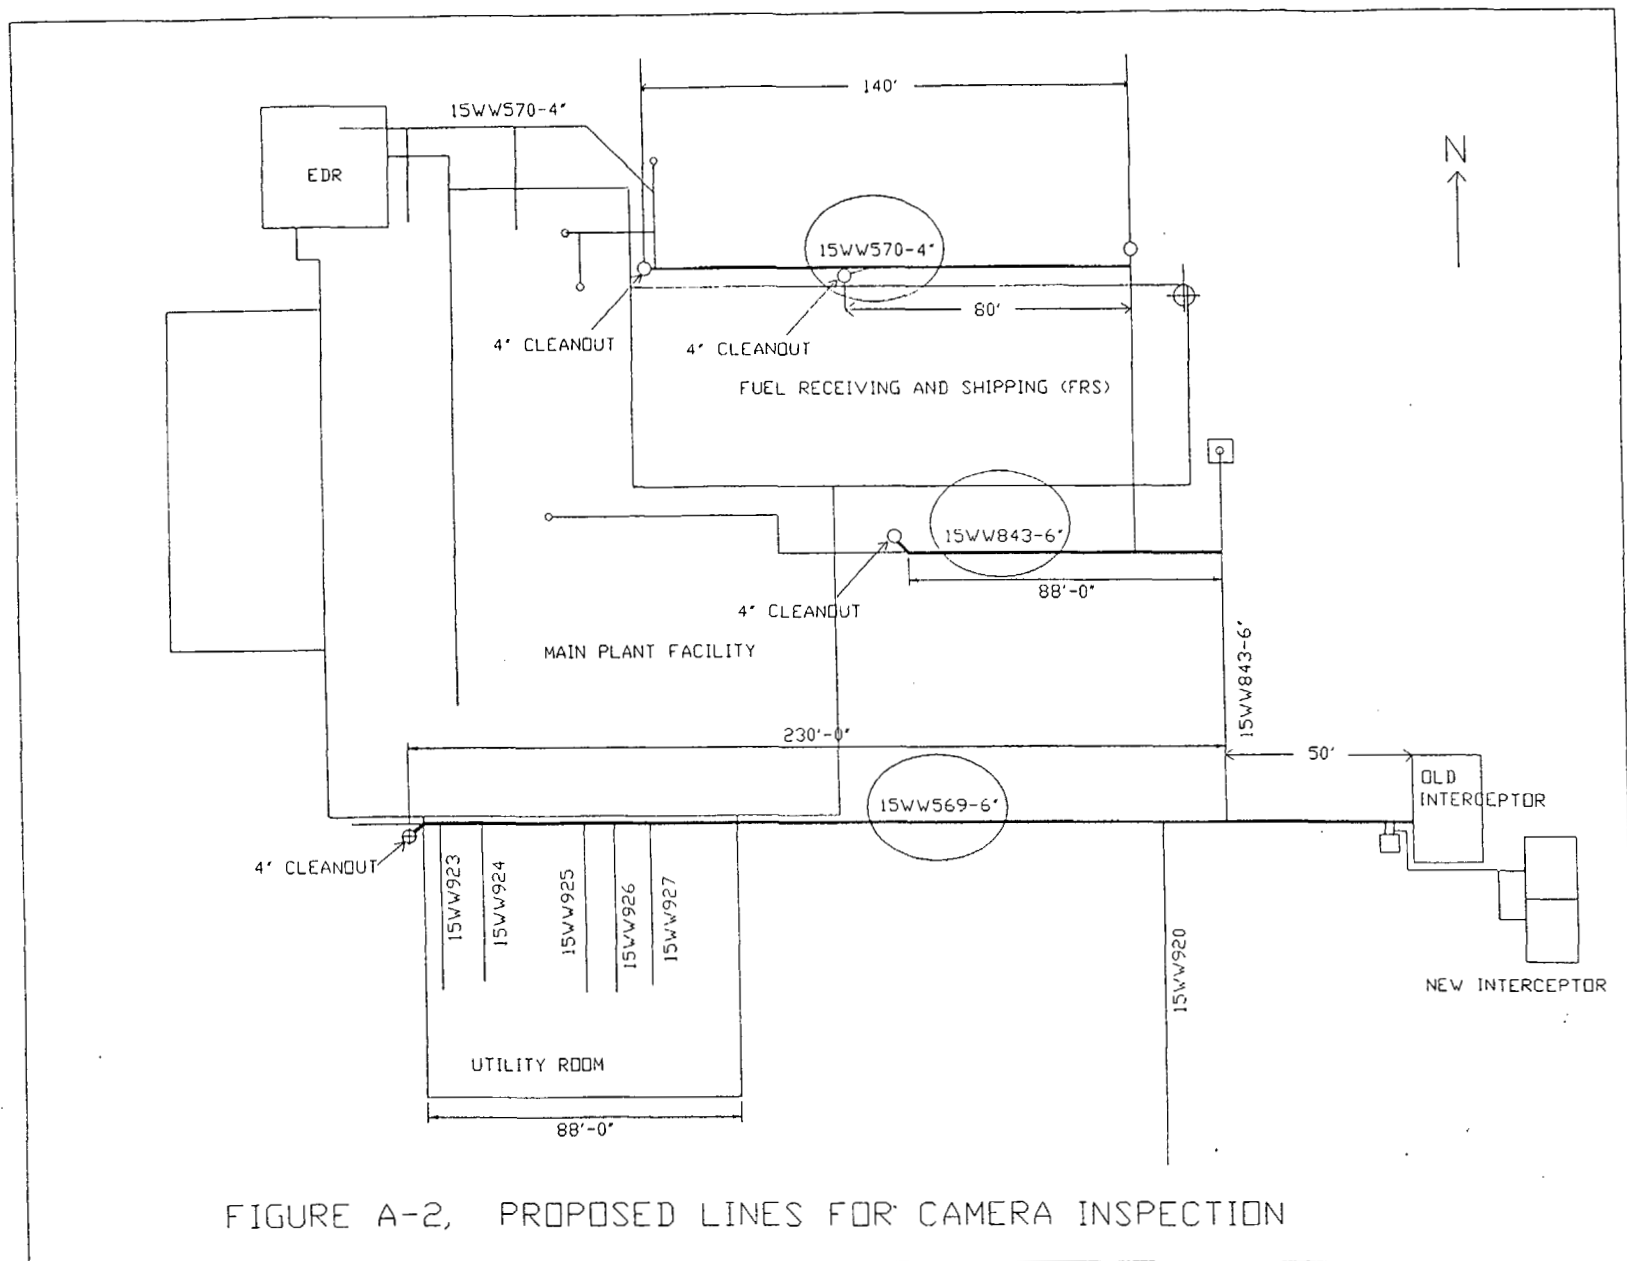 140'
15WW570-4"
N
EDR
15WW570-4"
80'
4" CLEANOUT
4" CLEANOUT
FUEL RECEIVING AND SHIPPING (FRS)
15WW843-6"
88'-0"
4" CLEANOUT
MAIN PLANT FACILITY
15WW843-6"
230'-0"
50'
OLD
INTERCEPTOR
15WW569-6"
4" CLEANOUT
15WW923
15WW924
15WW925
15WW926
15WW927
15WW920
NEW INTERCEPTOR
UTILITY ROOM
88'-0"
FIGURE A-2, PROPOSED LINES FOR CAMERA INSPECTION